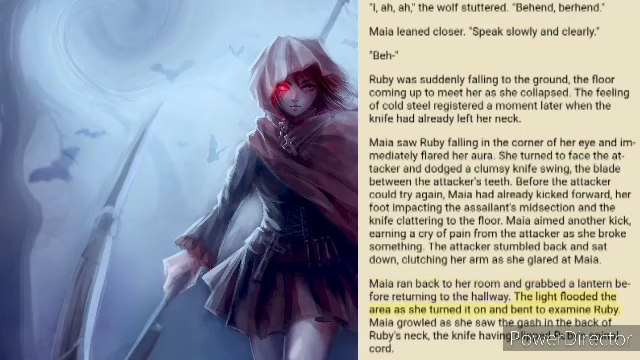 "I, ah, ah," the wolf stuttered. "Behend, berhend."
Maia leaned closer. "Speak slowly and clearly."
"Beh-"
Ruby was suddenly falling to the ground, the floor
coming up to meet her as she collapsed. The feeling
of cold steel registered a moment later when the
knife had already left her neck.
Maia saw Ruby falling in the corner of her eye and im-
mediately flared her aura. She turned to face the at-
tacker and dodged a clumsy knife swing, the blade
between the attacker's teeth. Before the attacker
could try again, Maia had already kicked forward, her
foot impacting the assailant's midsection and the
knife clattering to the floor. Maia aimed another kick,
earning a cry of pain from the attacker as she broke
something. The attacker stumbled back and sat
down, clutching her arm as she glared at Maia.
Maia ran back to her room and grabbed a lantern be-
fore returning to the hallway. The light flooded the
area as she turned it on and bent to examine Ruby.
Maia growled as she saw the gash in the back of
Ruby's neck, the knife having
cord.
PowerDirector